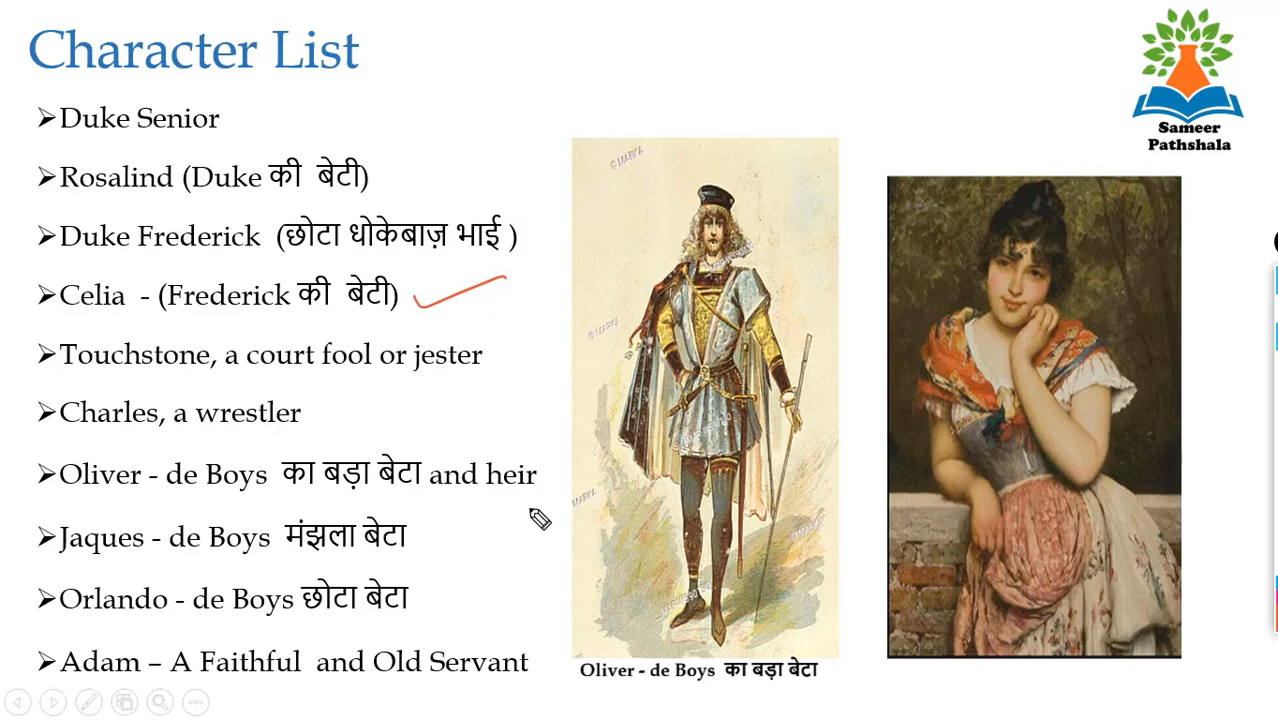 Character List
Sameer
Pathshala
➢Duke Senior
➢Rosalind (Duke की बेटी)
➢Duke Frederick (छोटा धोकेबाज़ भाई )
➢Celia - (Frederick की बेटी)
➢Touchstone, a court fool or jester
➢Charles, a wrestler
➢Oliver - de Boys का बड़ा बेटा and heir
➢Jaques - de Boys मंझला बेटा
➢Orlando - de Boys छोटा बेटा
➢Adam – A Faithful and Old Servant
©MARKA
©MARKA
Oliver - de Boys का बड़ा बेटा